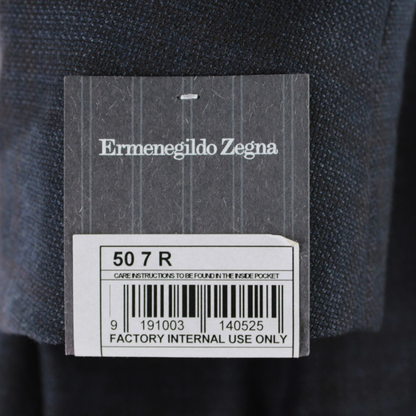 Ermenegildo Zegna
50 7 R
CARE INSTRUCTIONS TO BE FOUND IN THE INSIDE POCKET
9 191003 140525
FACTORY INTERNAL USE ONLY